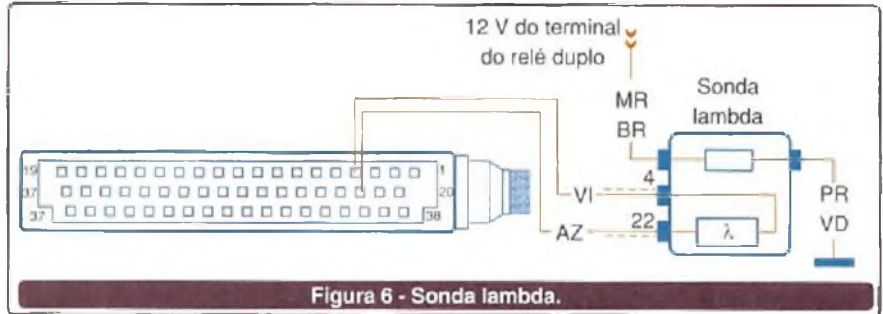 12 V do terminal
do relé duplo
Sonda
lambda
MR
BR
19
1
37
20
37
38
4
VI
22
AZ
λ
PR
VD
Figura 6 - Sonda lambda.